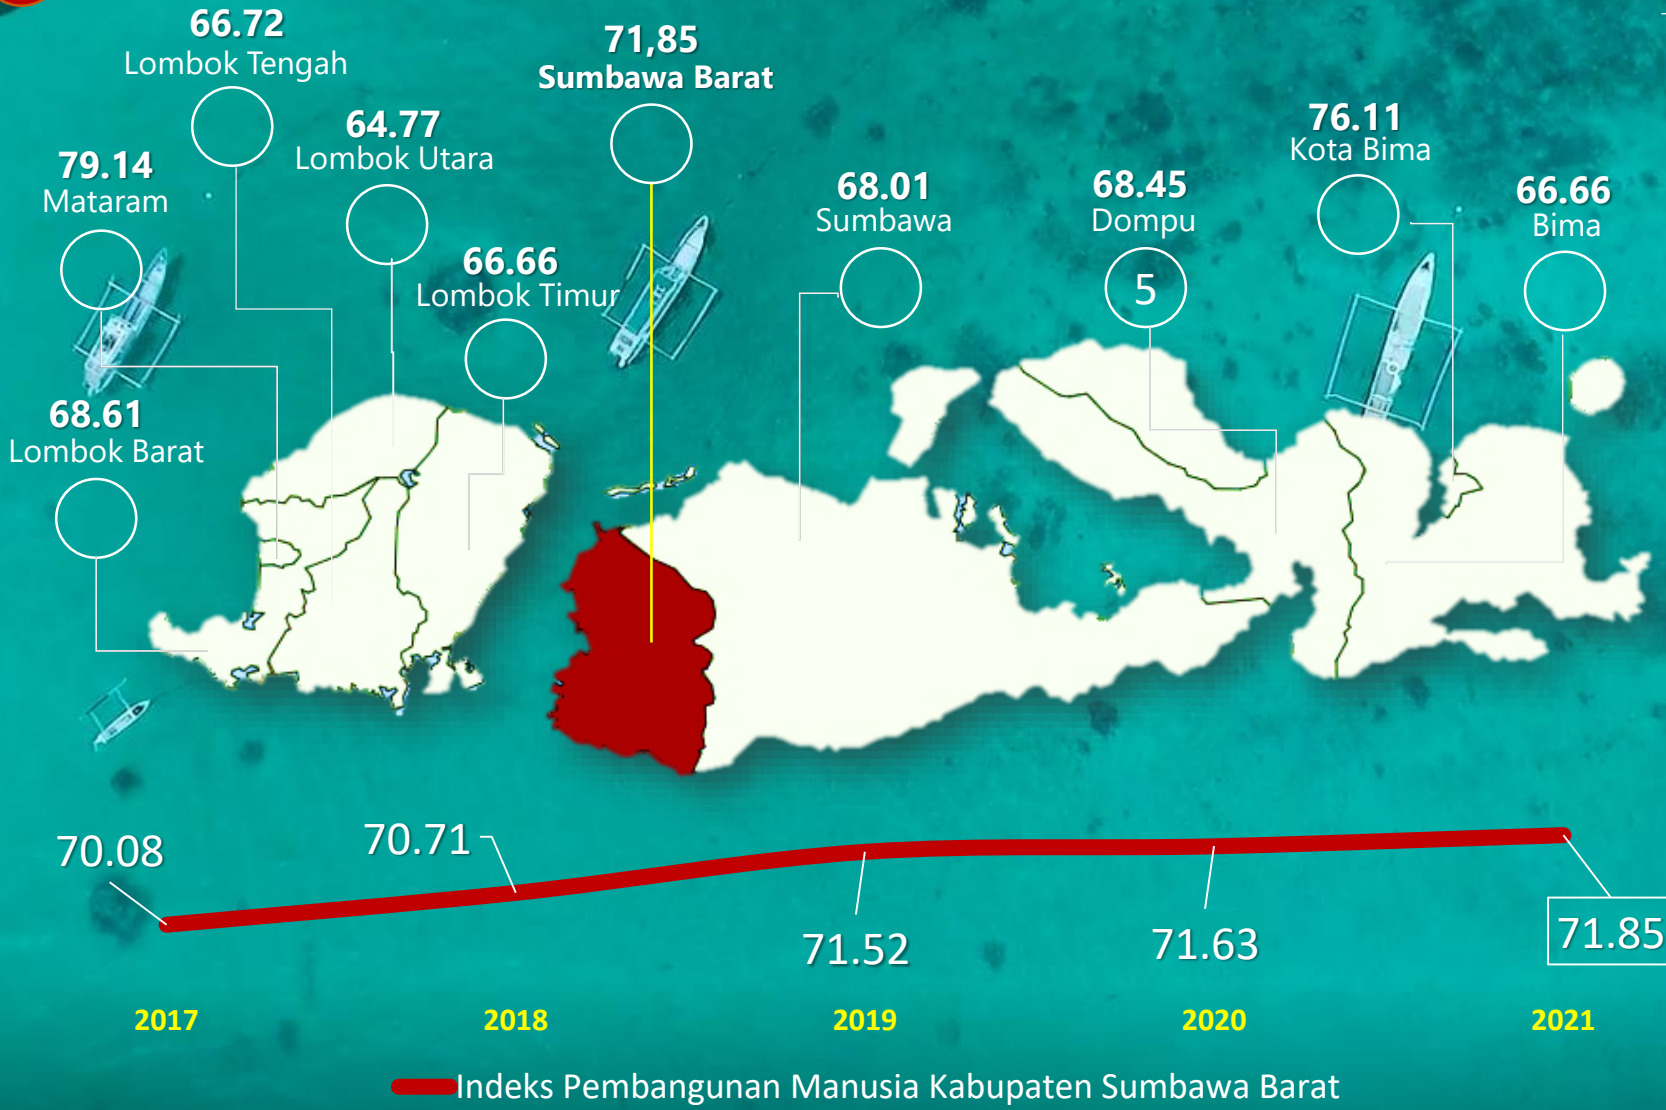 66.72
Lombok Tengah
71,85
Sumbawa Barat
64.77
Lombok Utara
76.11
Kota Bima
79.14
Mataram
68.01
Sumbawa
68.45
Dompu
5
66.66
Bima
66.66
Lombok Timur
68.61
Lombok Barat
70.08
70.71
71.52
71.63
71.85
2017
2018
2019
2020
2021
Indeks Pembangunan Manusia Kabupaten Sumbawa Barat